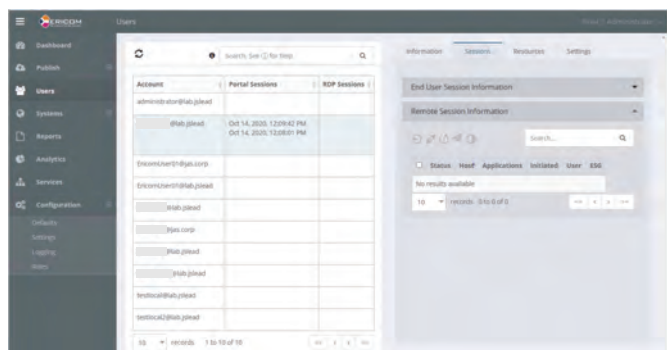 ERICOM
Users
Administrator
Dashboard
Publish
Users
Systems
Reports
Analytics
Services
Configuration
Defaults
Settings
Logging
Roles
Search. See ⓘ for help.
Account Portal Sessions RDP Sessions
administrator@lab.jslead
@lab.jslead Oct 14, 2020, 12:09:42 PM
Oct 14, 2020, 12:08:01 PM
EricomUser01@jas.corp
EricomUser01@lab.jslead
@lab.jslead
@jas.corp
@lab.jslead
@lab.jslead
testlocal@lab.jslead
testlocal2@lab.jslead
10 records 1 to 10 of 10
Information Sessions Resources Settings
End User Session Information
Remote Session Information
Search...
Status Host Applications Initiated User ESG
No results available
10 records 0 to 0 of 0